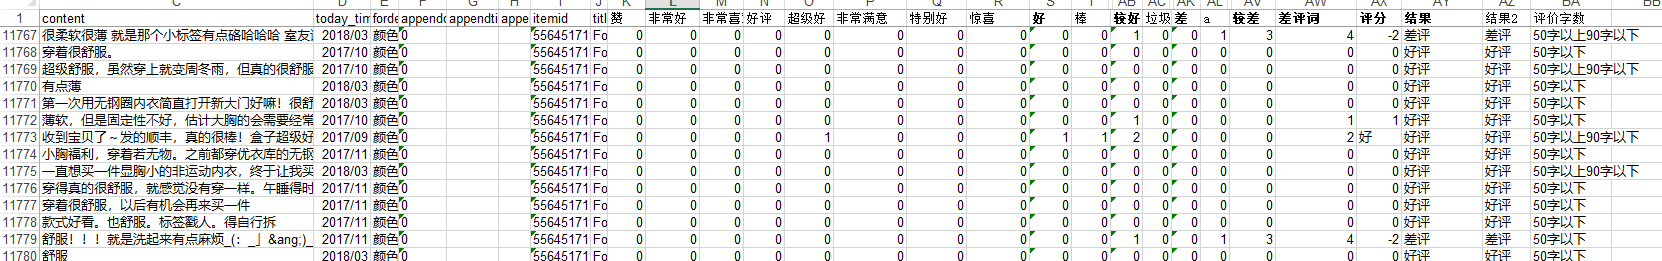 C D E F G H I J K L M N O P Q R S T AB AC AK AL AV AW AX AY AZ BA BB
1 content today_tim forde appendc appendti appe itemid titl 赞 非常好 非常喜 好评 超级好 非常满意 特别好 惊喜 好 棒 较好 垃圾 差 a 较差 差评词 评分 结果 结果2 评价字数
11767 很柔软很薄 就是那个小标签有点硌哈哈哈 室友 2018/03 颜色 0 55645171 Fo 0 0 0 0 0 0 0 0 0 0 1 0 0 1 3 4 -2 差评 差评 50字以上90字以下
11768 穿着很舒服。 2017/10 颜色 0 55645171 Fo 0 0 0 0 0 0 0 0 0 0 0 0 0 0 0 0 0 好评 好评 50字以下
11769 超级舒服，虽然穿上就变周冬雨，但真的很舒服 2017/10 颜色 0 55645171 Fo 0 0 0 0 0 0 0 0 0 0 0 0 0 0 0 0 0 好评 好评 50字以上90字以下
11770 有点薄 2018/03 颜色 0 55645171 Fo 0 0 0 0 0 0 0 0 0 0 0 0 0 0 0 0 0 好评 好评 50字以下
11771 第一次用无钢圈内衣简直打开新大门好嘛！很舒 2018/03 颜色 0 55645171 Fo 0 0 0 0 0 0 0 0 0 0 0 0 0 0 0 0 0 好评 好评 50字以下
11772 薄软，但是固定性不好，估计大胸的会需要经常 2017/10 颜色 0 55645171 Fo 0 0 0 0 0 0 0 0 0 0 1 0 0 0 0 1 1 好评 好评 50字以下
11773 收到宝贝了～发的顺丰，真的很棒！盒子超级好 2017/09 颜色 0 55645171 Fo 0 0 0 0 1 0 0 0 1 1 2 0 0 0 0 2 好 好评 好评 50字以上90字以下
11774 小胸福利，穿着若无物。之前都穿优衣库的无钢 2017/11 颜色 0 55645171 Fo 0 0 0 0 0 0 0 0 0 0 0 0 0 0 0 0 0 好评 好评 50字以下
11775 一直想买一件显胸小的非运动内衣，终于让我买 2018/03 颜色 0 55645171 Fo 0 0 0 0 0 0 0 0 0 0 0 0 0 0 0 0 0 好评 好评 50字以上90字以下
11776 穿得真的很舒服，就感觉没有穿一样。午睡得时 2017/11 颜色 0 55645171 Fo 0 0 0 0 0 0 0 0 0 0 0 0 0 0 0 0 0 好评 好评 50字以下
11777 穿着很舒服，以后有机会再来买一件 2017/11 颜色 0 55645171 Fo 0 0 0 0 0 0 0 0 0 0 0 0 0 0 0 0 0 好评 好评 50字以下
11778 款式好看。也舒服。标签戳人。得自行拆 2017/11 颜色 0 55645171 Fo 0 0 0 0 0 0 0 0 0 0 0 0 0 0 0 0 0 好评 好评 50字以下
11779 舒服！！！就是洗起来有点麻烦_(：_」&ang;)_ 2017/11 颜色 0 55645171 Fo 0 0 0 0 0 0 0 0 0 0 1 0 0 1 3 4 -2 差评 差评 50字以下
11780 舒服 2018/03 颜色 0 55645171 Fo 0 0 0 0 0 0 0 0 0 0 0 0 0 0 0 0 0 好评 好评 50字以下